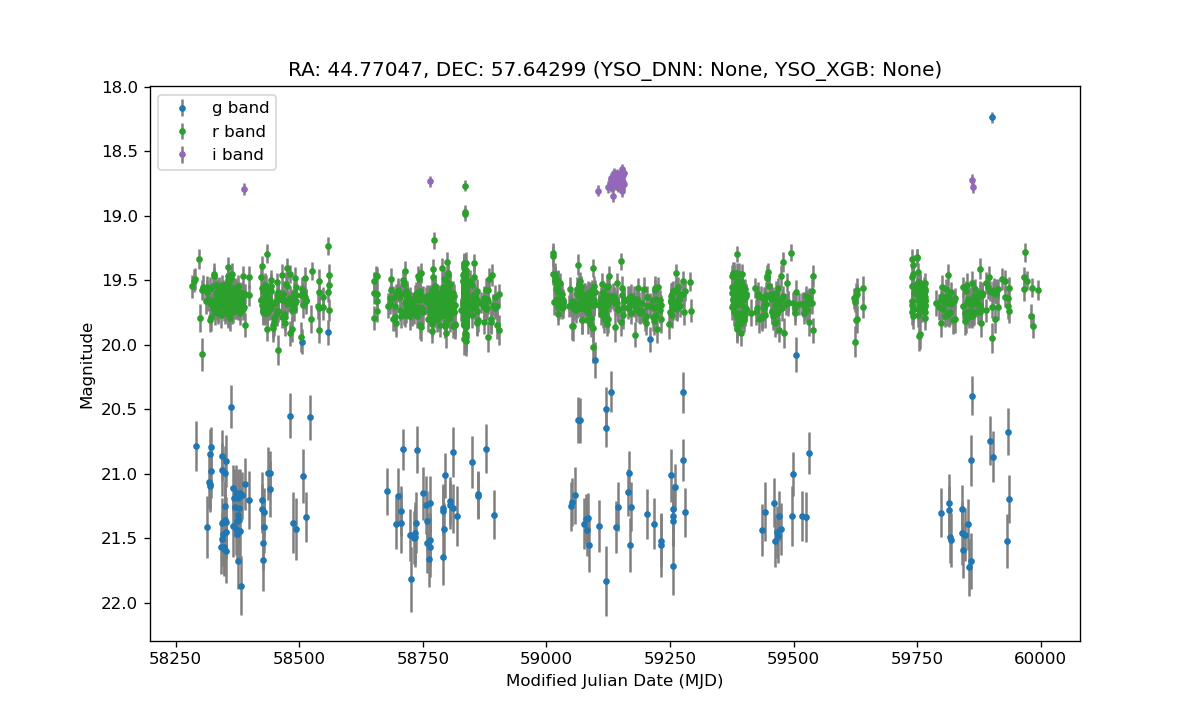 RA: 44.77047, DEC: 57.64299 (YSO_DNN: None, YSO_XGB: None)
g band
r band
i band
Magnitude
18.0
18.5
19.0
19.5
20.0
20.5
21.0
21.5
22.0
58250 58500 58750 59000 59250 59500 59750 60000
Modified Julian Date (MJD)